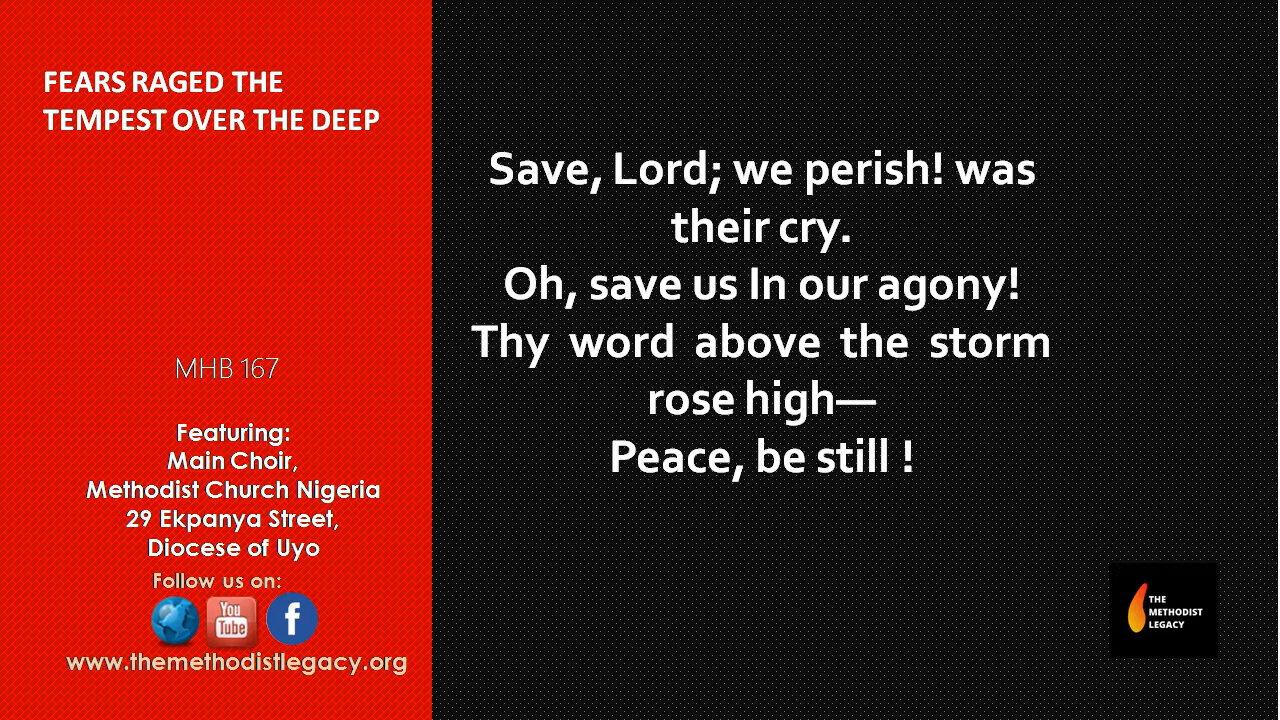 FEARS RAGED THE
TEMPEST OVER THE DEEP
MHB 167
Featuring:
Main Choir,
Methodist Church Nigeria
29 Ekpanya Street,
Diocese of Uyo
Follow us on:
You
Tube
f
www.themethodistlegacy.org
Save, Lord; we perish! was
their cry.
Oh, save us In our agony!
Thy word above the storm
rose high—
Peace, be still !
THE
METHODIST
LEGACY